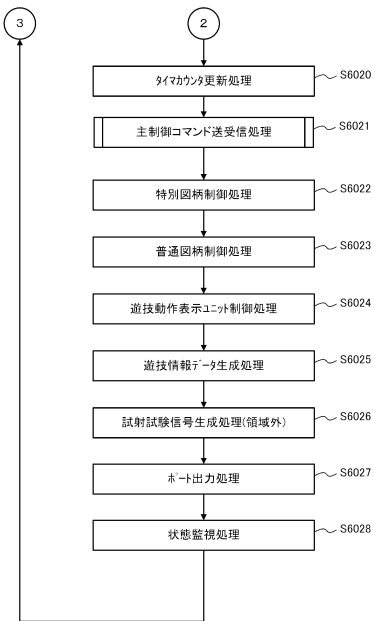 3
2
タイマカウンタ更新処理
S6020
主制御コマンド送受信処理
S6021
特別図柄制御処理
S6022
普通図柄制御処理
S6023
遊技動作表示ユニット制御処理
S6024
遊技情報データ生成処理
S6025
試射試験信号生成処理(領域外)
S6026
ポート出力処理
S6027
状態監視処理
S6028